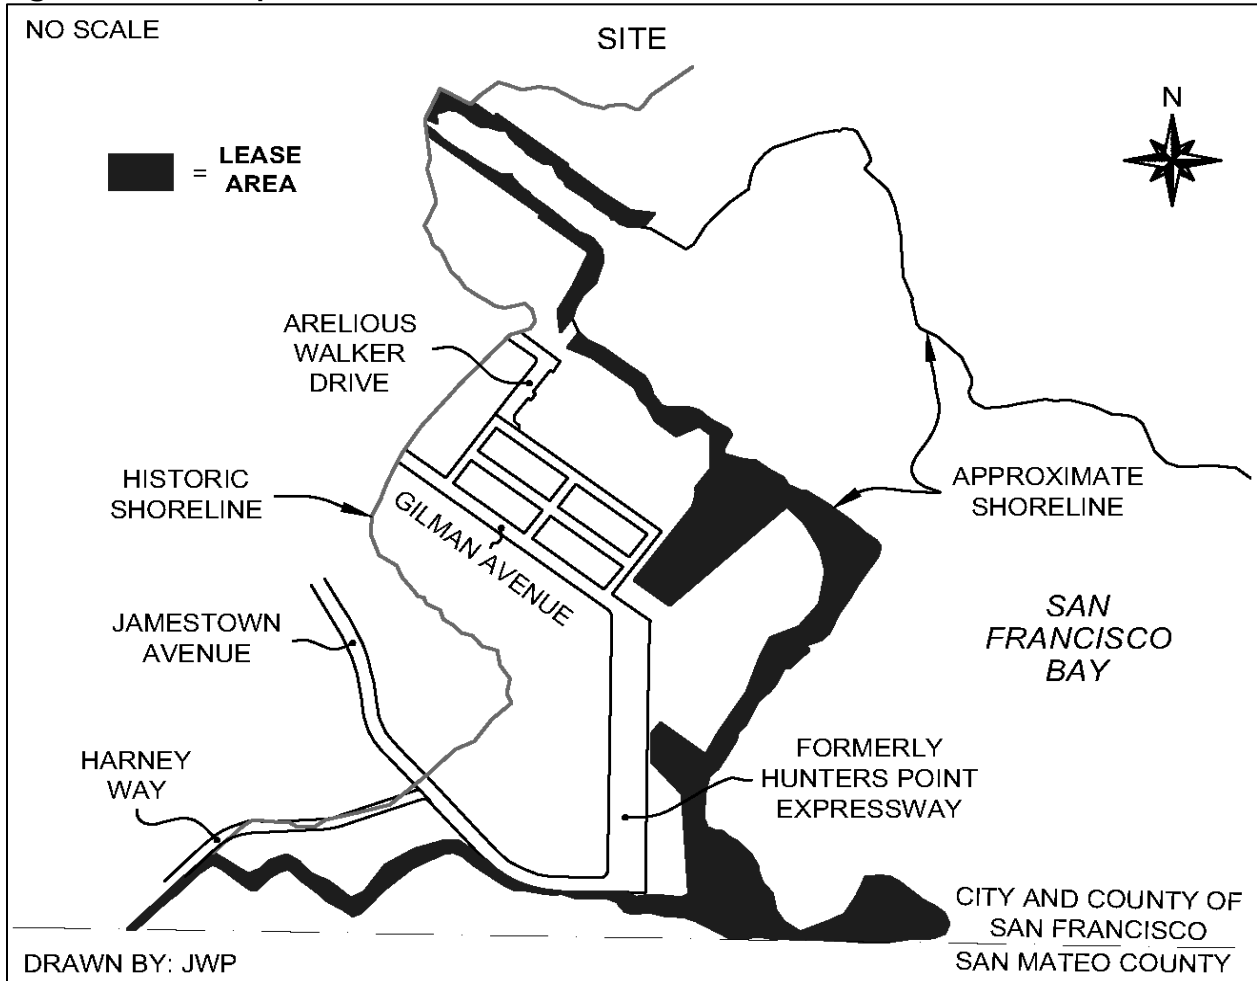 NO SCALE
SITE
N
= LEASE
AREA
ARELIOUS
WALKER
DRIVE
HISTORIC
SHORELINE
GILMAN AVENUE
APPROXIMATE
SHORELINE
JAMESTOWN
AVENUE
SAN
FRANCISCO
BAY
HARNEY
WAY
FORMERLY
HUNTERS POINT
EXPRESSWAY
CITY AND COUNTY OF
SAN FRANCISCO
DRAWN BY: JWP
SAN MATEO COUNTY